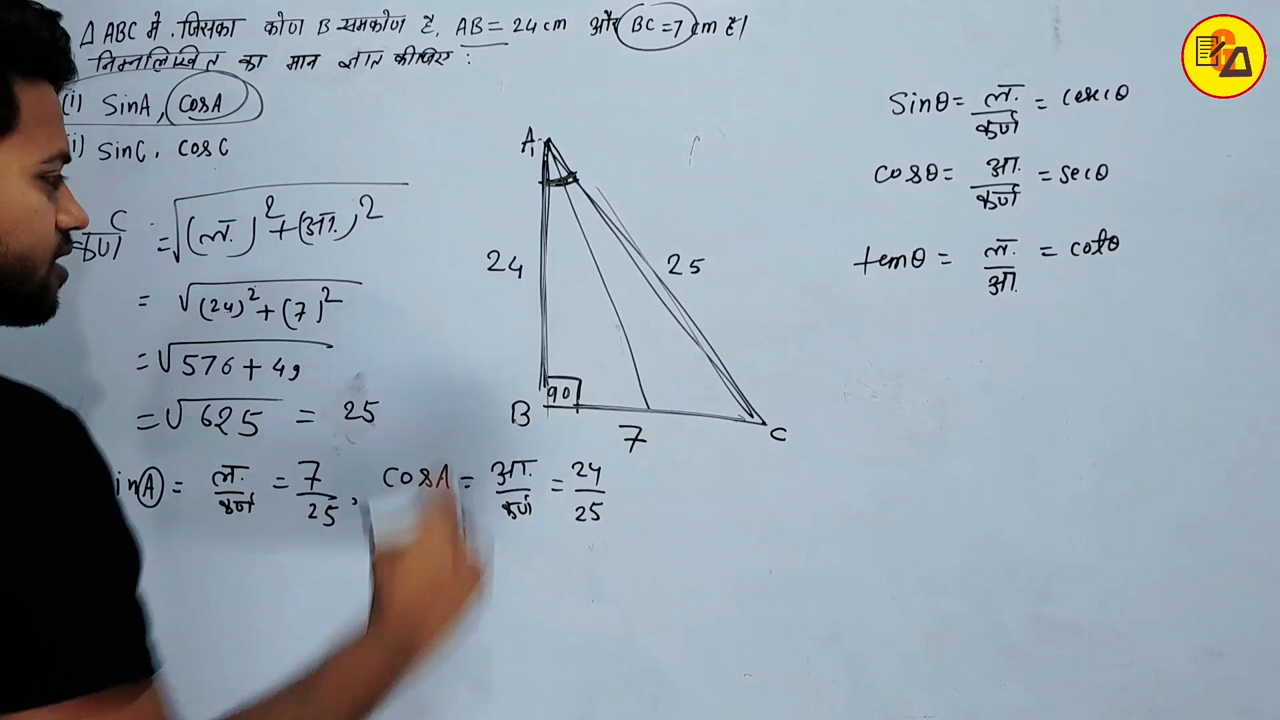 Δ ABC में जिसका कोण B समकोण है, AB = 24 cm और BC = 7 cm है।
निम्नलिखित का मान ज्ञात कीजिए :
(i) SinA, CosA
i) SinC, CosC
C
कर्ण = √(लं.)² + (आ.)²
= √(24)² + (7)²
= √576 + 49
= √625 = 25
inA = लं./कर्ण = 7/25, CosA = आ./कर्ण = 24/25
A
24
25
90
B
7
C
Sinθ = लं./कर्ण = cosecθ
Cosθ = आ./कर्ण = Secθ
tanθ = लं./आ. = cotθ